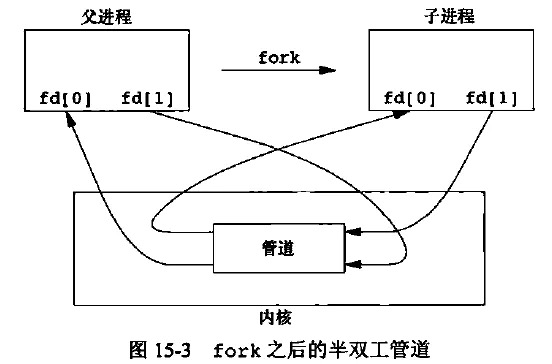 父进程 子进程
fork
fd[0] fd[1] fd[0] fd[1]
管道
内核
图 15-3 fork 之后的半双工管道